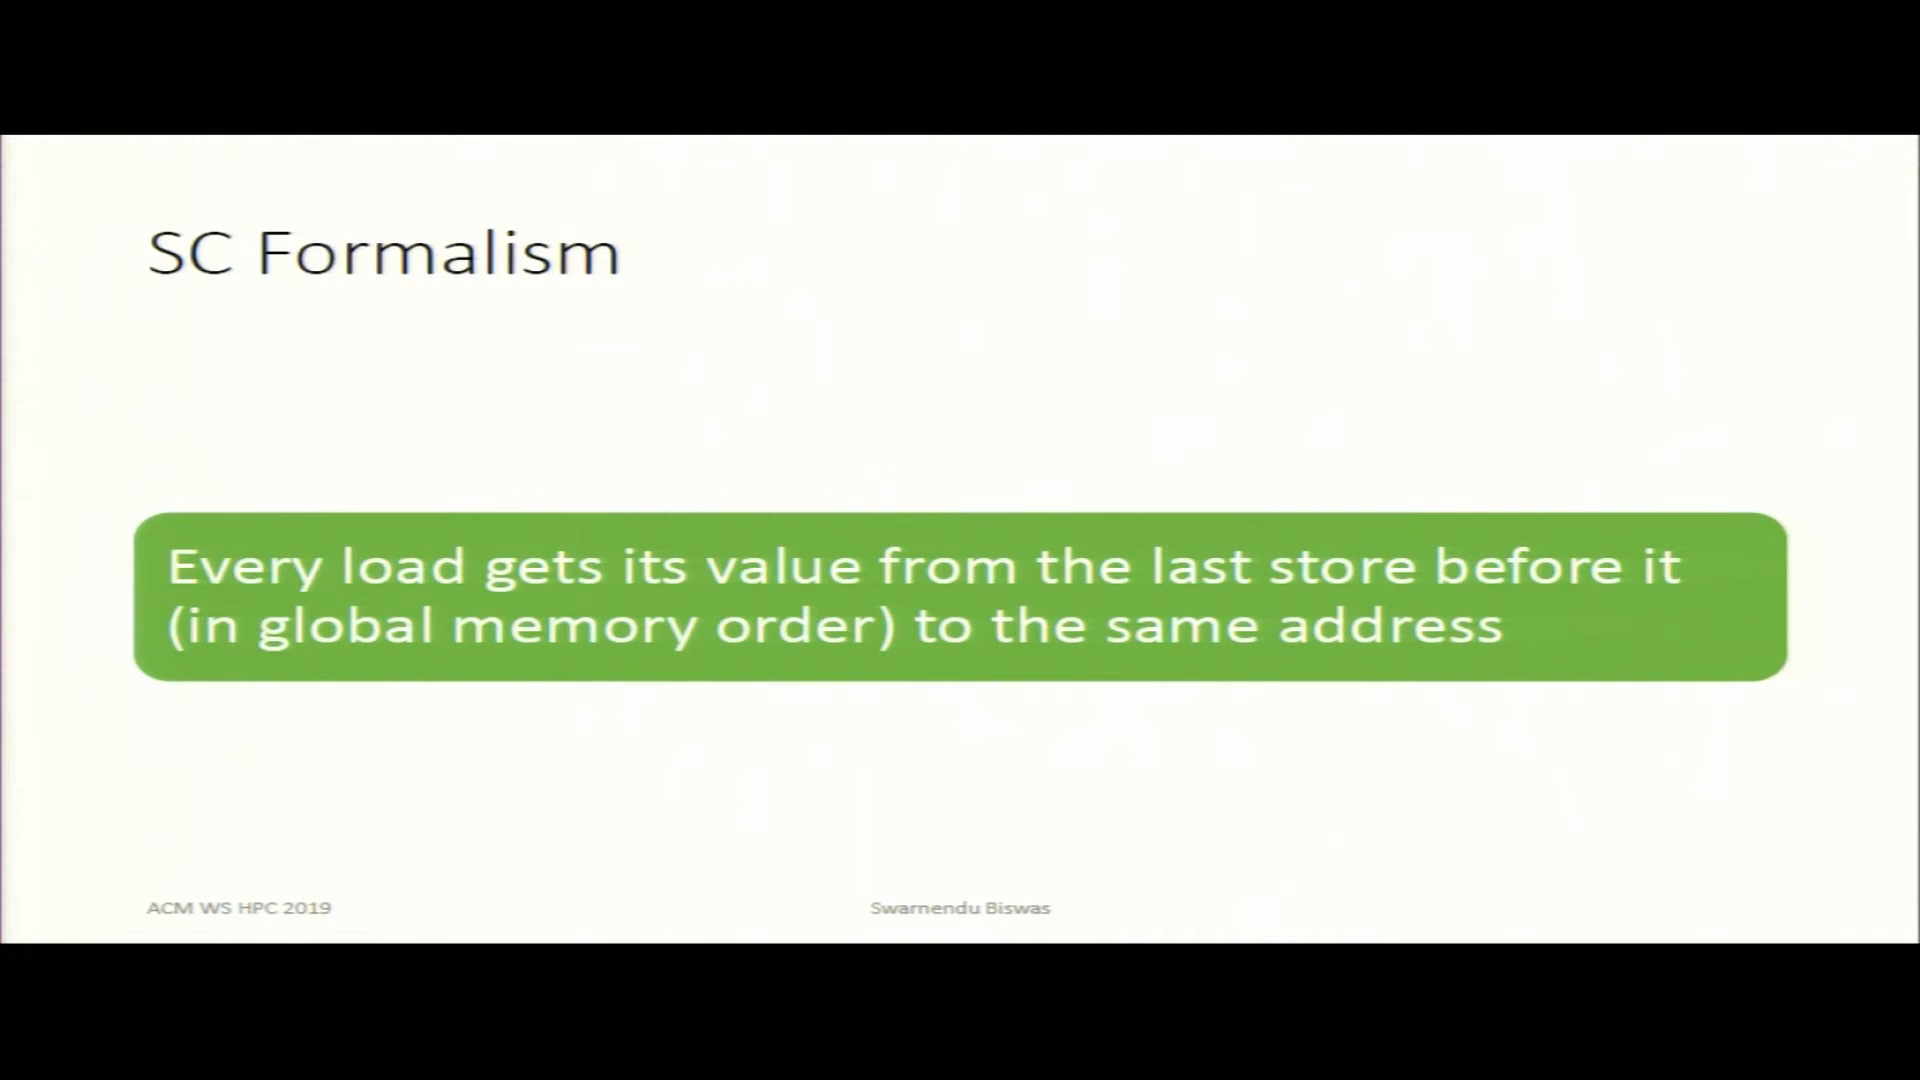 SC Formalism
Every load gets its value from the last store before it
(in global memory order) to the same address
ACM WS HPC 2019
Swarnendu Biswas